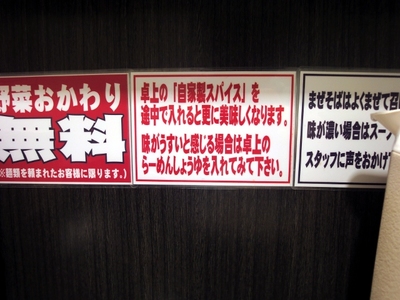 野菜おかわり
無料
(※麺類を頼まれたお客様に限ります。)
卓上の「自家製スパイス」を
途中で入れると更に美味しくなります。
味がうすいと感じる場合は卓上の
らーめんしょうゆを入れてみて下さい。
まぜそばはよくまぜて召
味が濃い場合はスープ
スタッフに声をおかけ